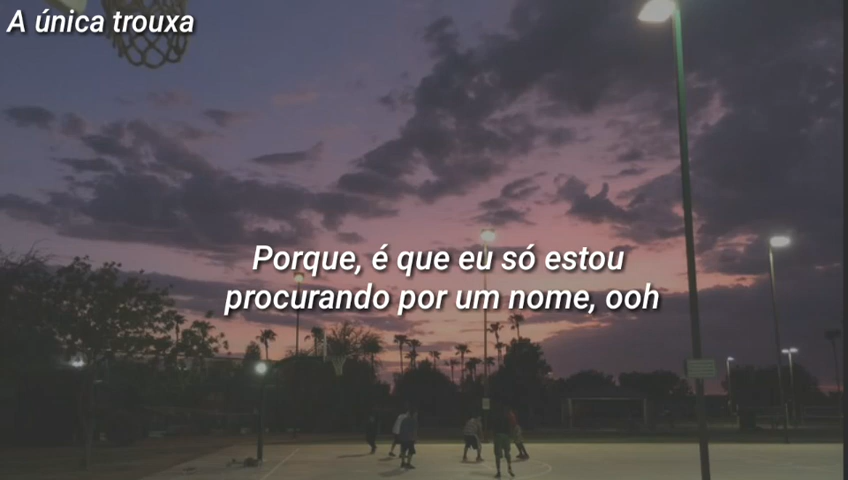 A única trouxa
Porque, é que eu só estou
procurando por um nome, ooh